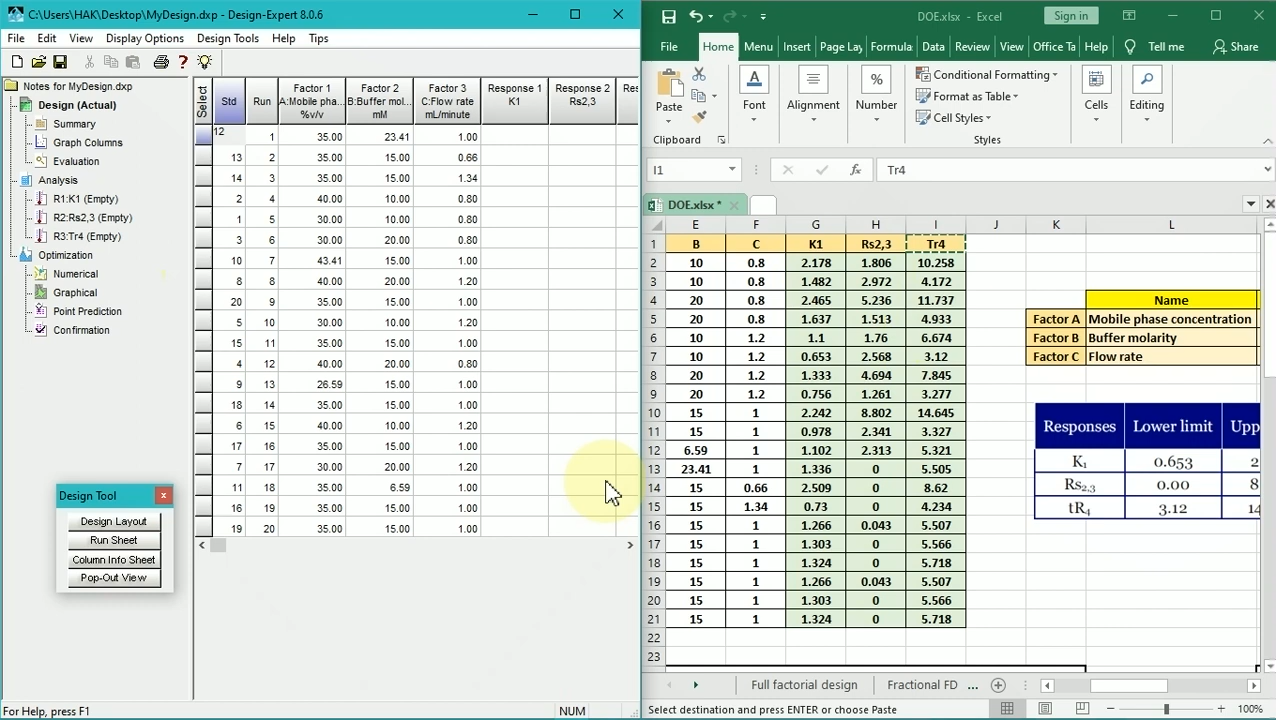 C:\Users\HAK\Desktop\MyDesign.dxp - Design-Expert 8.0.6
File Edit View Display Options Design Tools Help Tips
Notes for MyDesign.dxp
Design (Actual)
Summary
Graph Columns
Evaluation
Analysis
R1:K1 (Empty)
R2:Rs2,3 (Empty)
R3:Tr4 (Empty)
Optimization
Numerical
Graphical
Point Prediction
Confirmation
Design Tool x
Design Layout
Run Sheet
Column Info Sheet
Pop-Out View
Select Std Run Factor 1 Factor 2 Factor 3 Response 1 Response 2 Res
A:Mobile pha... B:Buffer mol... C:Flow rate K1 Rs2,3
%v/v mM mL/minute
12 1 35.00 23.41 1.00
13 2 35.00 15.00 0.66
14 3 35.00 15.00 1.34
2 4 40.00 10.00 0.80
1 5 30.00 10.00 0.80
3 6 30.00 20.00 0.80
10 7 43.41 15.00 1.00
8 8 40.00 20.00 1.20
20 9 35.00 15.00 1.00
5 10 30.00 10.00 1.20
15 11 35.00 15.00 1.00
4 12 40.00 20.00 0.80
9 13 26.59 15.00 1.00
18 14 35.00 15.00 1.00
6 15 40.00 10.00 1.20
17 16 35.00 15.00 1.00
7 17 30.00 20.00 1.20
11 18 35.00 6.59 1.00
16 19 35.00 15.00 1.00
19 20 35.00 15.00 1.00
For Help, press F1 NUM
DOE.xlsx - Excel Sign in
File Home Menu Insert Page Lay Formula: Data Review View Office Ta Help Tell me Share
Paste Font Alignment Number Conditional Formatting Cells Editing
Format as Table
Cell Styles
Clipboard Styles
I1 fx Tr4
DOE.xlsx *
E F G H I J K L
1 B C K1 Rs2,3 Tr4
2 10 0.8 2.178 1.806 10.258
3 10 0.8 1.482 2.972 4.172
4 20 0.8 2.465 5.236 11.737 Name
5 20 0.8 1.637 1.513 4.933 Factor A Mobile phase concentration
6 10 1.2 1.1 1.76 6.674 Factor B Buffer molarity
7 10 1.2 0.653 2.568 3.12 Factor C Flow rate
8 20 1.2 1.333 4.694 7.845
9 20 1.2 0.756 1.261 3.277
10 15 1 2.242 8.802 14.645
11 15 1 0.978 2.341 3.327
12 6.59 1 1.102 2.313 5.321
13 23.41 1 1.336 0 5.505
14 15 0.66 2.509 0 8.62
15 15 1.34 0.73 0 4.234
16 15 1 1.266 0.043 5.507
17 15 1 1.303 0 5.566
18 15 1 1.324 0 5.718
19 15 1 1.266 0.043 5.507
20 15 1 1.303 0 5.566
21 15 1 1.324 0 5.718
22
23
Responses Lower limit Upp
K1 0.653 2
Rs2,3 0.00 8
tR4 3.12 14
Full factorial design Fractional FD ...
Select destination and press ENTER or choose Paste 100%